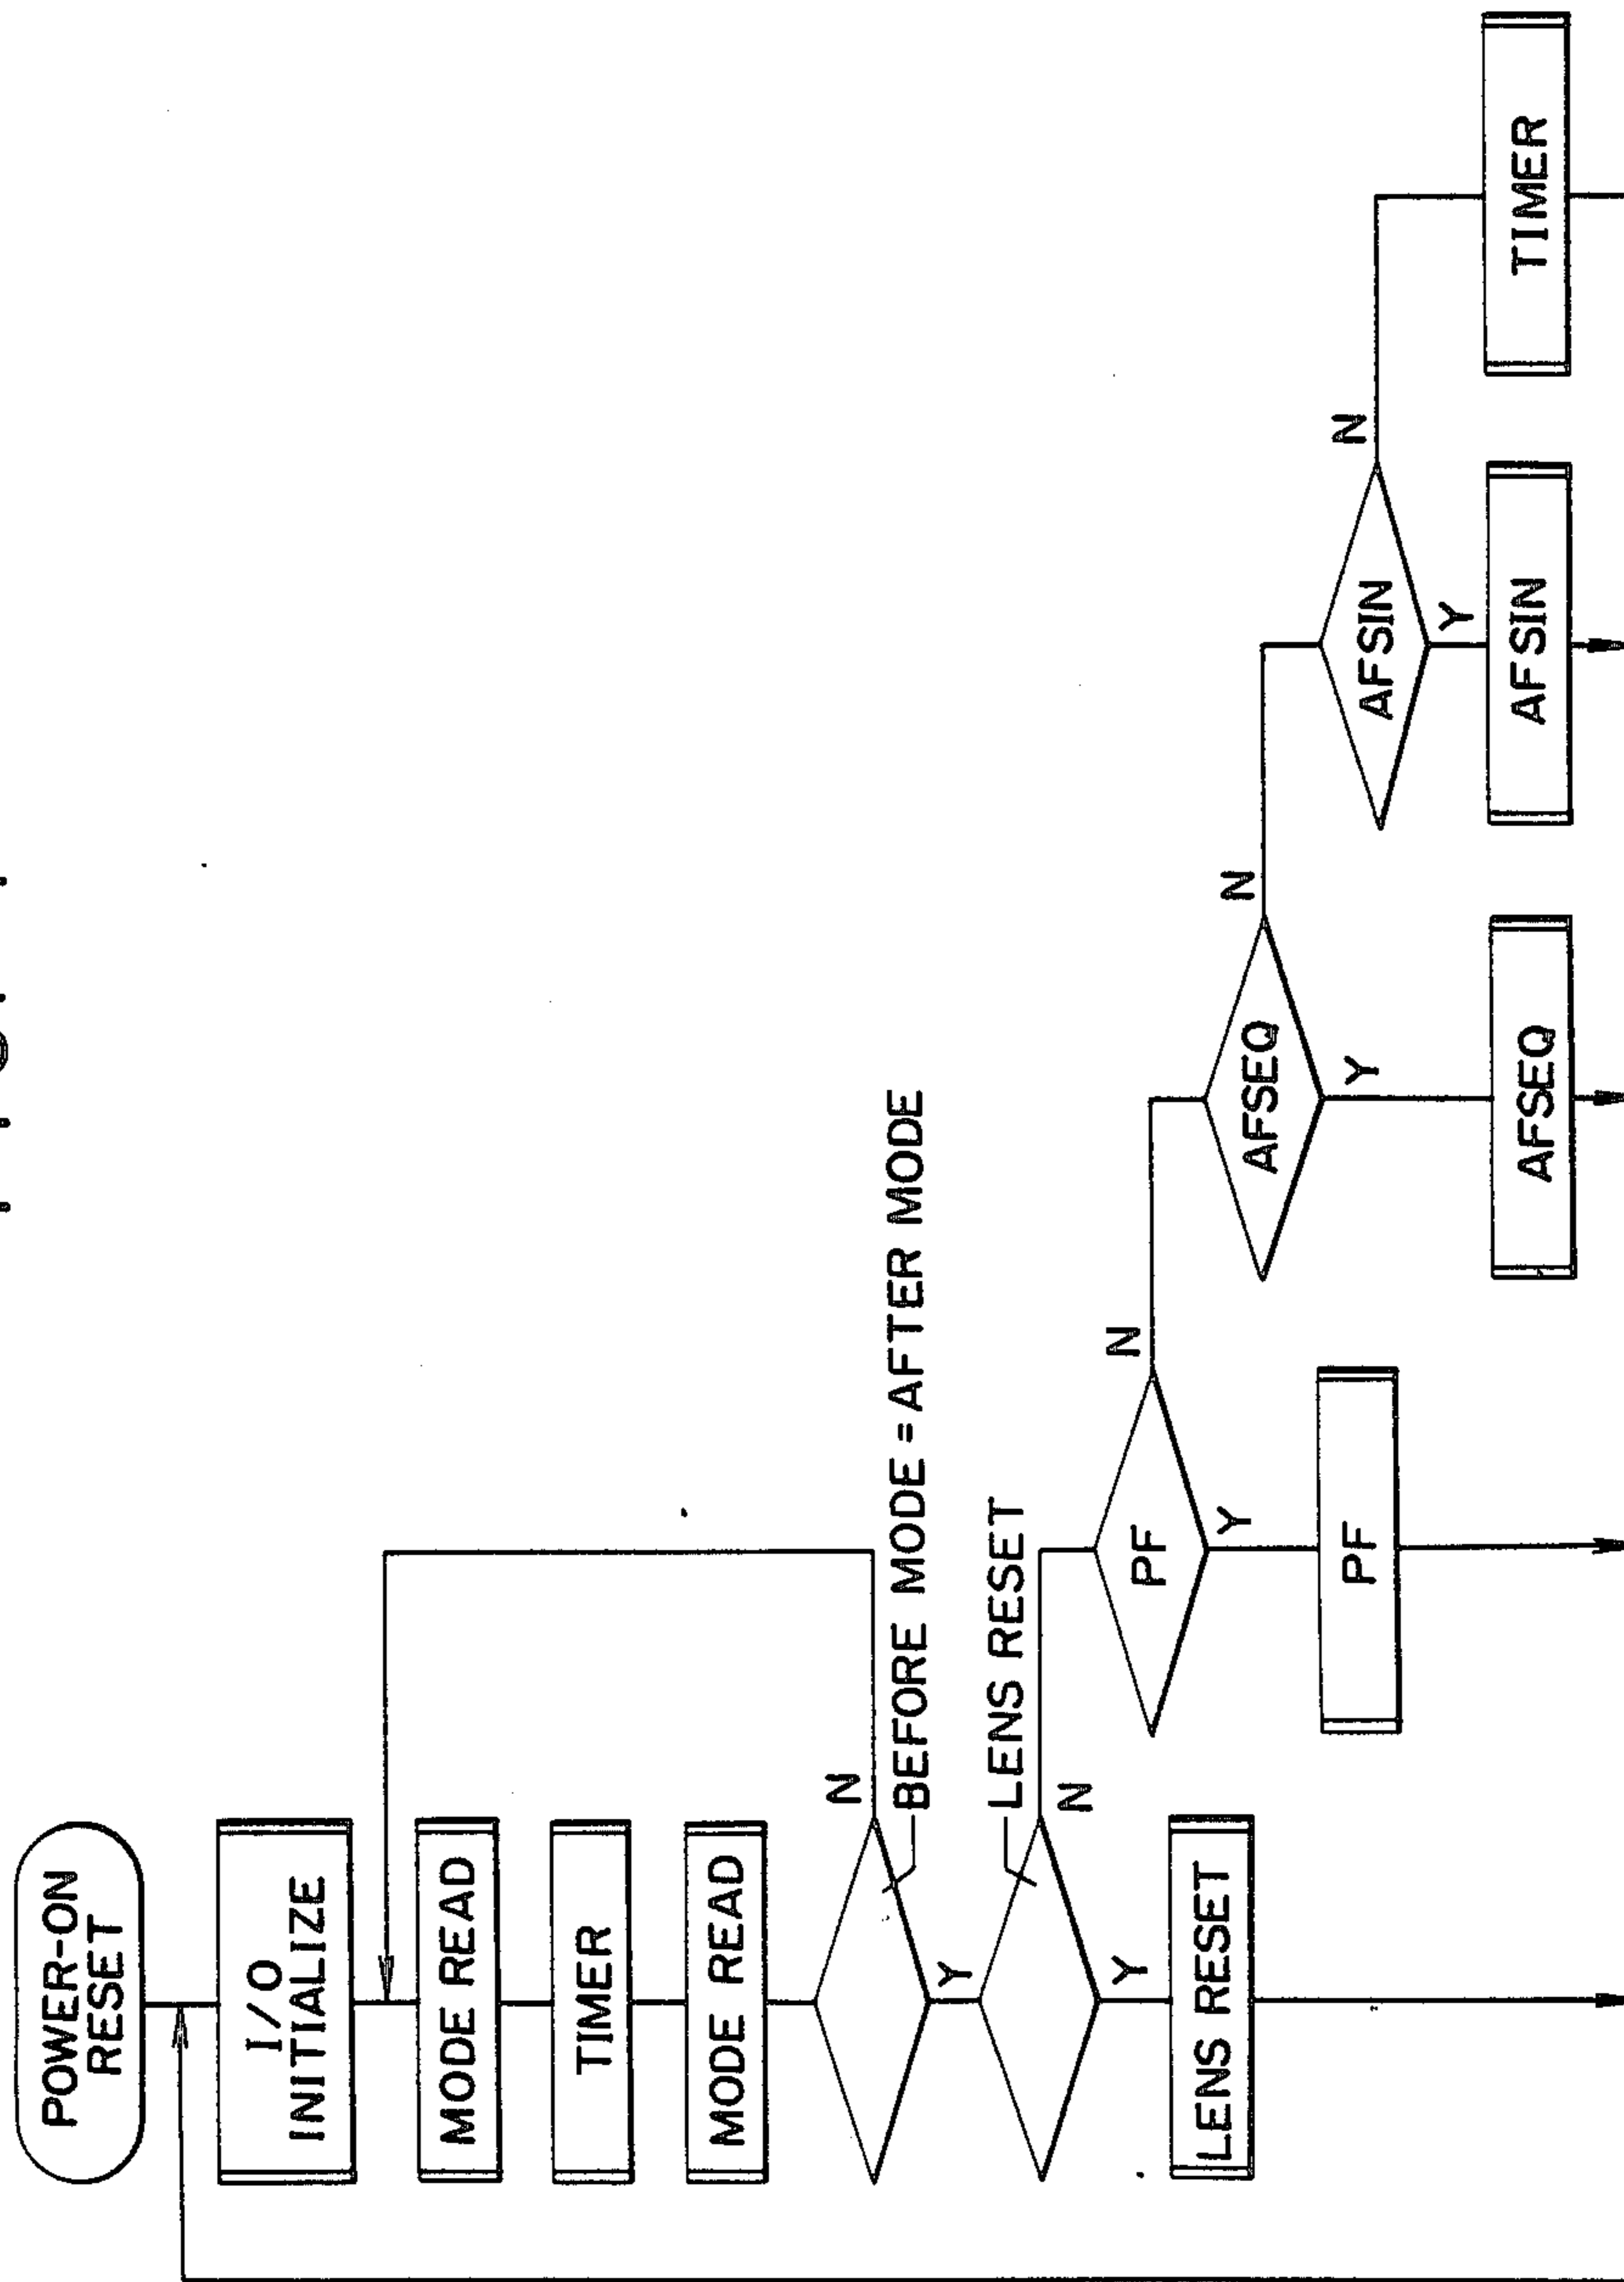 POWER-ON
RESET
I/O
INITIALIZE
MODE READ
TIMER
MODE READ
N
BEFORE MODE = AFTER MODE
Y
LENS RESET
N
Y
LENS RESET
PF
N
Y
PF
AFSEQ
N
Y
AFSEQ
AFSIN
N
Y
AFSIN
TIMER